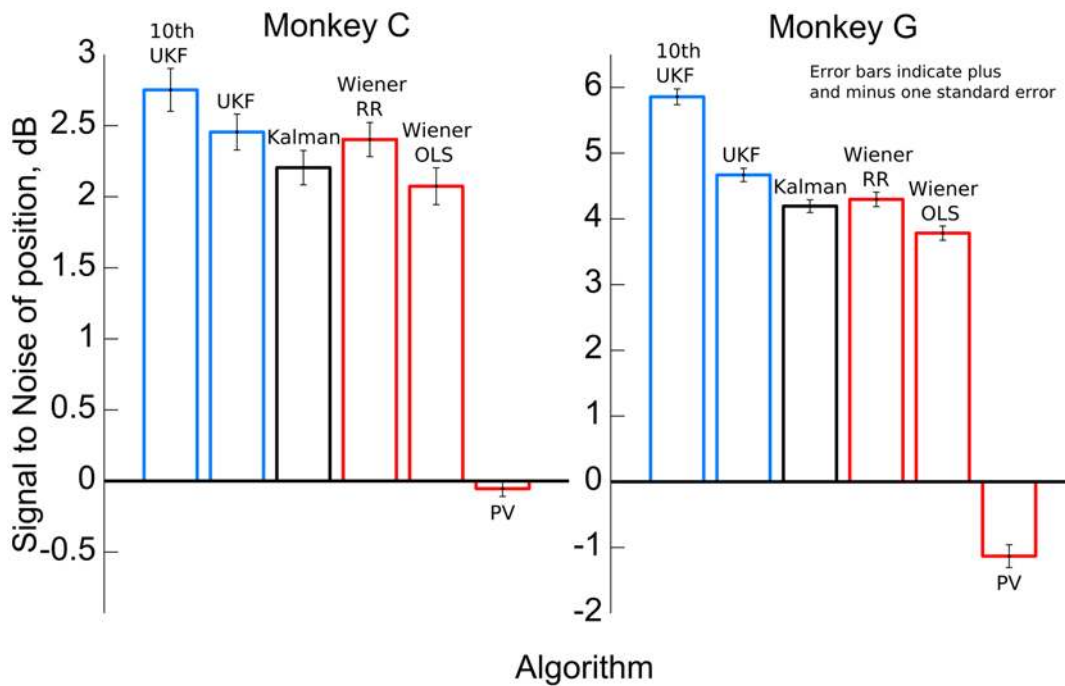 Monkey C
Signal to Noise of position, dB
3
2.5
2
1.5
1
0.5
0
-0.5
10th
UKF
UKF
Kalman
Wiener
RR
Wiener
OLS
PV
Monkey G
Error bars indicate plus
and minus one standard error
6
5
4
3
2
1
0
-1
-2
10th
UKF
UKF
Kalman
Wiener
RR
Wiener
OLS
PV
Algorithm